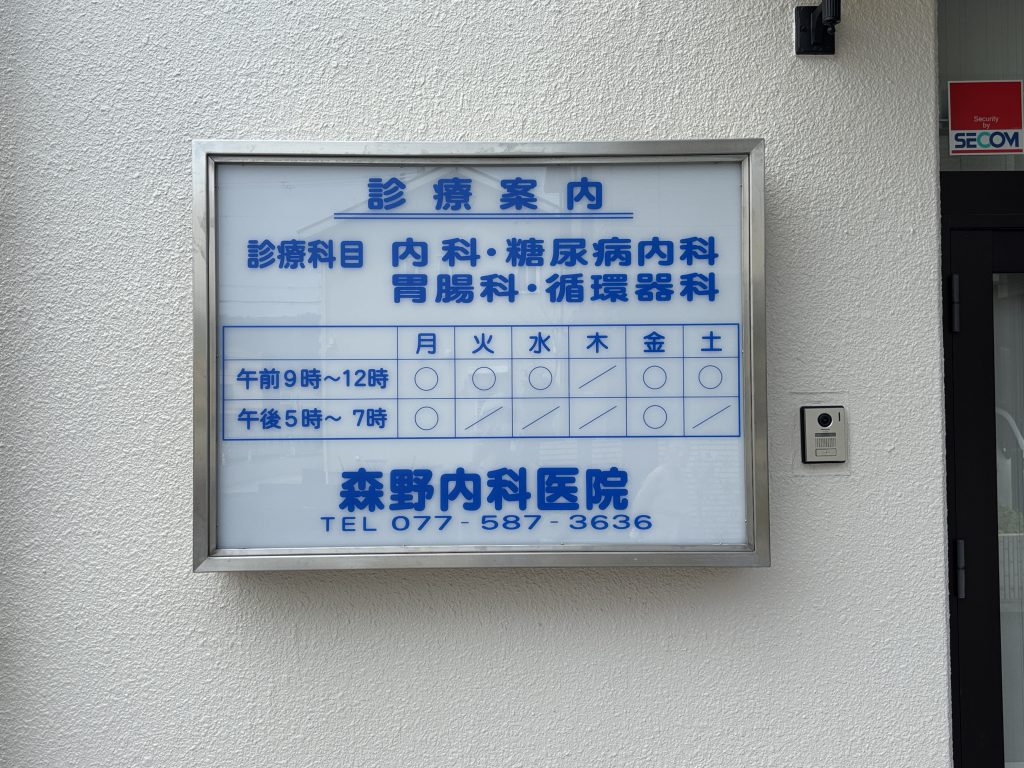 診療案内
診療科目 内科・糖尿病内科
胃腸科・循環器科
月 火 水 木 金 土
午前9時～12時 ○ ○ ○ ／ ○ ○
午後5時～ 7時 ○ ／ ／ ／ ○ ／
森野内科医院
TEL 077-587-3636
Security
by
SECOM